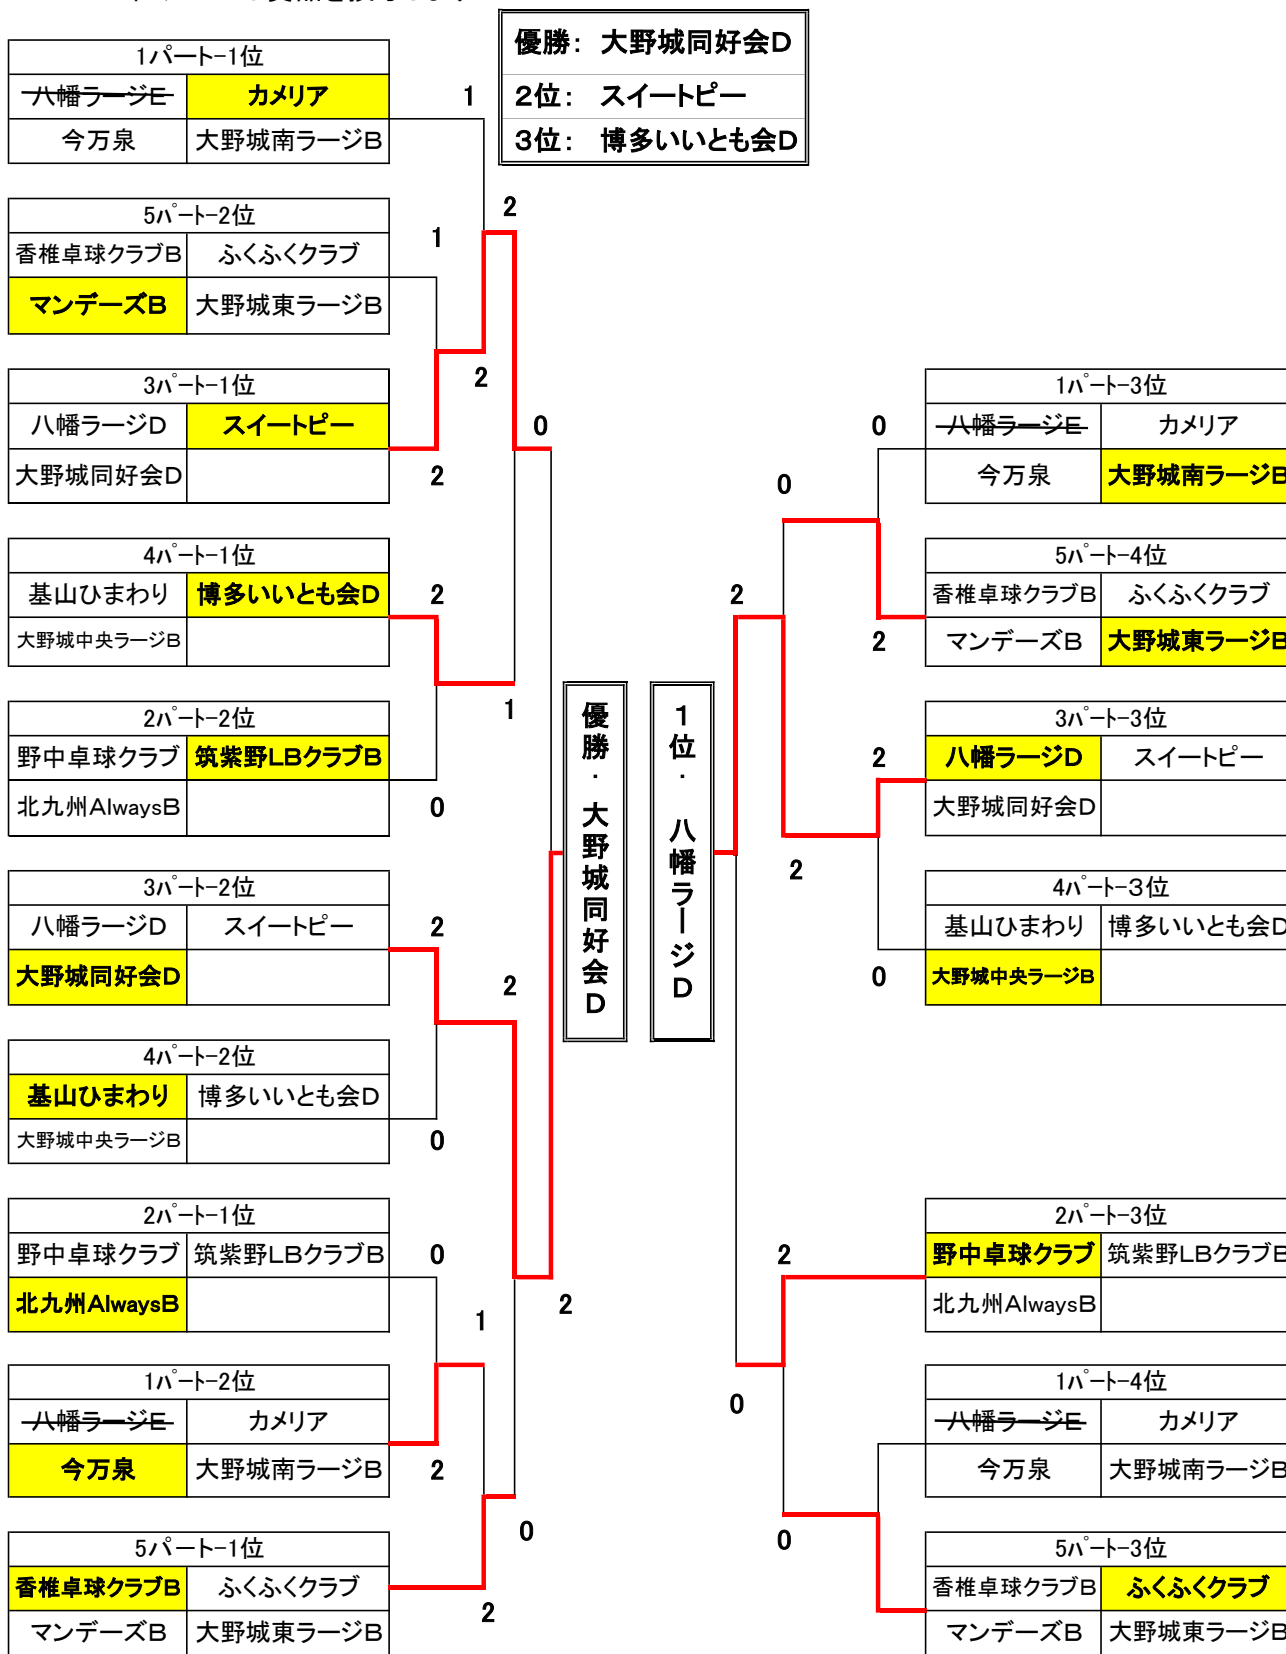 優勝： 大野城同好会D
2位： スイートピー
3位： 博多いいとも会D
1パート-1位
八幡ラージE カメリア
1
今万泉 大野城南ラージB
5パート-2位
2
1
香椎卓球クラブB ふくふくクラブ
マンデーズB 大野城東ラージB
2
3パート-1位
八幡ラージD スイートピー
0
大野城同好会D
2
4パート-1位
基山ひまわり 博多いいとも会D
2
大野城中央ラージB
1
2パート-2位
野中卓球クラブ 筑紫野LBクラブB
北九州AlwaysB
0
3パート-2位
八幡ラージD スイートピー
2
大野城同好会D
2
4パート-2位
基山ひまわり 博多いいとも会D
大野城中央ラージB
0
2パート-1位
野中卓球クラブ 筑紫野LBクラブB
0
北九州AlwaysB
2
1
1パート-2位
八幡ラージE カメリア
今万泉 大野城南ラージB
2
0
5パート-1位
香椎卓球クラブB ふくふくクラブ
2
マンデーズB 大野城東ラージB
優勝・大野城同好会D
1位・ 八幡ラージD
1パート-3位
0
八幡ラージE カメリア
今万泉 大野城南ラージB
0
5パート-4位
香椎卓球クラブB ふくふくクラブ
2
マンデーズB 大野城東ラージB
2
3パート-3位
八幡ラージD スイートピー
2
大野城同好会D
2
4パート-3位
基山ひまわり 博多いいとも会D
大野城中央ラージB
0
2パート-3位
野中卓球クラブ 筑紫野LBクラブB
2
北九州AlwaysB
1パート-4位
0
八幡ラージE カメリア
今万泉 大野城南ラージB
0
5パート-3位
香椎卓球クラブB ふくふくクラブ
マンデーズB 大野城東ラージB